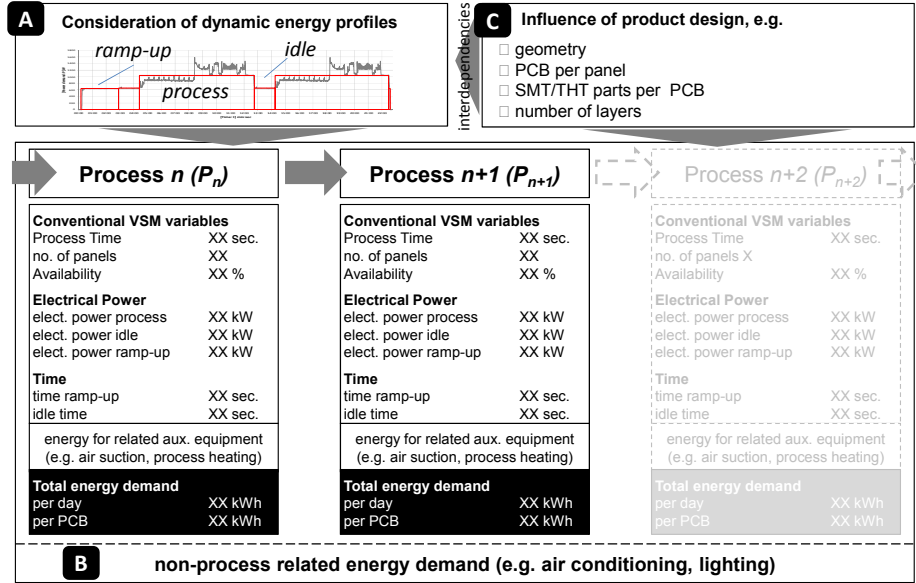 A
Consideration of dynamic energy profiles
ramp-up
idle
process
interdependencies
C
Influence of product design, e.g.
geometry
PCB per panel
SMT/THT parts per PCB
number of layers
Process n (Pn)
Conventional VSM variables
Process Time XX sec.
no. of panels XX
Availability XX %
Electrical Power
elect. power process XX kW
elect. power idle XX kW
elect. power ramp-up XX kW
Time
time ramp-up XX sec.
idle time XX sec.
energy for related aux. equipment
(e.g. air suction, process heating)
Total energy demand
per day XX kWh
per PCB XX kWh
Process n+1 (Pn+1)
Conventional VSM variables
Process Time XX sec.
no. of panels XX
Availability XX %
Electrical Power
elect. power process XX kW
elect. power idle XX kW
elect. power ramp-up XX kW
Time
time ramp-up XX sec.
idle time XX sec.
energy for related aux. equipment
(e.g. air suction, process heating)
Total energy demand
per day XX kWh
per PCB XX kWh
Process n+2 (Pn+2)
Conventional VSM variables
Process Time XX sec.
no. of panels X
Availability XX %
Electrical Power
elect. power process XX kW
elect. power idle XX kW
elect. power ramp-up XX kW
Time
time ramp-up XX sec.
idle time XX sec.
energy for related aux. equipment
(e.g. air suction, process heating)
Total energy demand
per day XX kWh
per PCB XX kWh
B
non-process related energy demand (e.g. air conditioning, lighting)